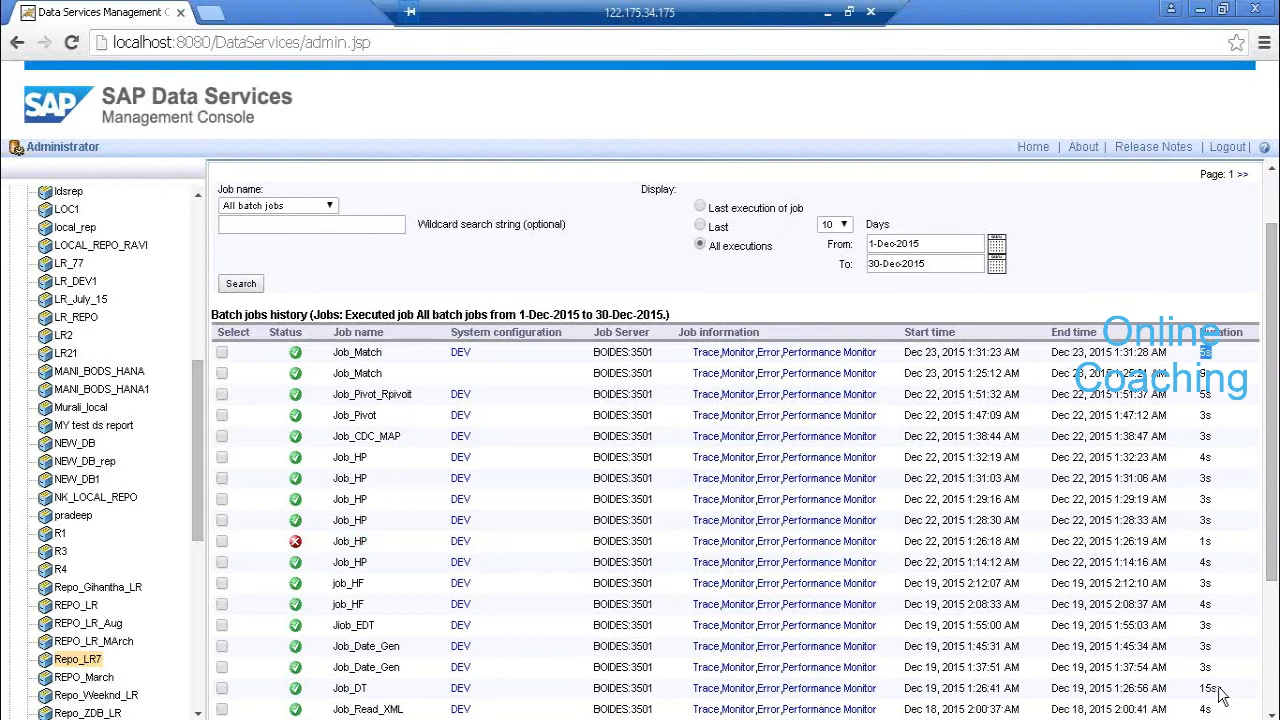 Data Services Management C
122.175.34.175
localhost:8080/DataServices/admin.jsp
SAP SAP Data Services
Management Console
Administrator
Home | About | Release Notes | Logout |
Page: 1 >>
ldsrep
LOC1
local_rep
LOCAL_REPO_RAVI
LR_77
LR_DEV1
LR_July_15
LR_REPO
LR2
LR21
MANI_BODS_HANA
MANI_BODS_HANA1
Murali_local
my test ds report
NEW_DB
NEW_DB_rep
NEW_DB1
NK_LOCAL_REPO
pradeep
R1
R3
R4
Repo_Gihantha_LR
REPO_LR
REPO_LR_Aug
REPO_LR_MArch
Repo_LR7
REPO_March
Repo_Weeknd_LR
Repo_ZDB_LR
Job name:
All batch jobs
Wildcard search string (optional)
Search
Display:
Last execution of job
Last 10 Days
All executions From: 1-Dec-2015
To: 30-Dec-2015
Batch jobs history (Jobs: Executed job All batch jobs from 1-Dec-2015 to 30-Dec-2015.)
Select Status Job name System configuration Job Server Job information Start time End time
Job_Match DEV BOIDES:3501 Trace,Monitor,Error,Performance Monitor Dec 23, 2015 1:31:23 AM Dec 23, 2015 1:31:28 AM 5s
Job_Match BOIDES:3501 Trace,Monitor,Error,Performance Monitor Dec 23, 2015 1:25:12 AM
Job_Pivot_Rpivoit DEV BOIDES:3501 Trace,Monitor,Error,Performance Monitor Dec 22, 2015 1:51:32 AM Dec 22, 2015 1:51:37 AM 5s
Job_Pivot DEV BOIDES:3501 Trace,Monitor,Error,Performance Monitor Dec 22, 2015 1:47:09 AM Dec 22, 2015 1:47:12 AM 3s
Job_CDC_MAP DEV BOIDES:3501 Trace,Monitor,Error,Performance Monitor Dec 22, 2015 1:38:44 AM Dec 22, 2015 1:38:47 AM 3s
Job_HP DEV BOIDES:3501 Trace,Monitor,Error,Performance Monitor Dec 22, 2015 1:32:19 AM Dec 22, 2015 1:32:23 AM 4s
Job_HP DEV BOIDES:3501 Trace,Monitor,Error,Performance Monitor Dec 22, 2015 1:31:03 AM Dec 22, 2015 1:31:06 AM 3s
Job_HP DEV BOIDES:3501 Trace,Monitor,Error,Performance Monitor Dec 22, 2015 1:29:16 AM Dec 22, 2015 1:29:19 AM 3s
Job_HP DEV BOIDES:3501 Trace,Monitor,Error,Performance Monitor Dec 22, 2015 1:28:30 AM Dec 22, 2015 1:28:33 AM 3s
Job_HP DEV BOIDES:3501 Trace,Monitor,Error,Performance Monitor Dec 22, 2015 1:26:18 AM Dec 22, 2015 1:26:19 AM 1s
Job_HP DEV BOIDES:3501 Trace,Monitor,Error,Performance Monitor Dec 22, 2015 1:14:12 AM Dec 22, 2015 1:14:16 AM 4s
job_HF DEV BOIDES:3501 Trace,Monitor,Error,Performance Monitor Dec 19, 2015 2:12:07 AM Dec 19, 2015 2:12:10 AM 3s
job_HF DEV BOIDES:3501 Trace,Monitor,Error,Performance Monitor Dec 19, 2015 2:08:33 AM Dec 19, 2015 2:08:37 AM 4s
Jiob_EDT DEV BOIDES:3501 Trace,Monitor,Error,Performance Monitor Dec 19, 2015 1:55:00 AM Dec 19, 2015 1:55:03 AM 3s
Job_Date_Gen DEV BOIDES:3501 Trace,Monitor,Error,Performance Monitor Dec 19, 2015 1:45:31 AM Dec 19, 2015 1:45:34 AM 3s
Job_Date_Gen DEV BOIDES:3501 Trace,Monitor,Error,Performance Monitor Dec 19, 2015 1:37:51 AM Dec 19, 2015 1:37:54 AM 3s
Job_DT DEV BOIDES:3501 Trace,Monitor,Error,Performance Monitor Dec 19, 2015 1:26:41 AM Dec 19, 2015 1:26:56 AM 15s
Job_Read_XML DEV BOIDES:3501 Trace,Monitor,Error,Performance Monitor Dec 18, 2015 2:00:37 AM Dec 18, 2015 2:00:41 AM 4s
Online
Coaching